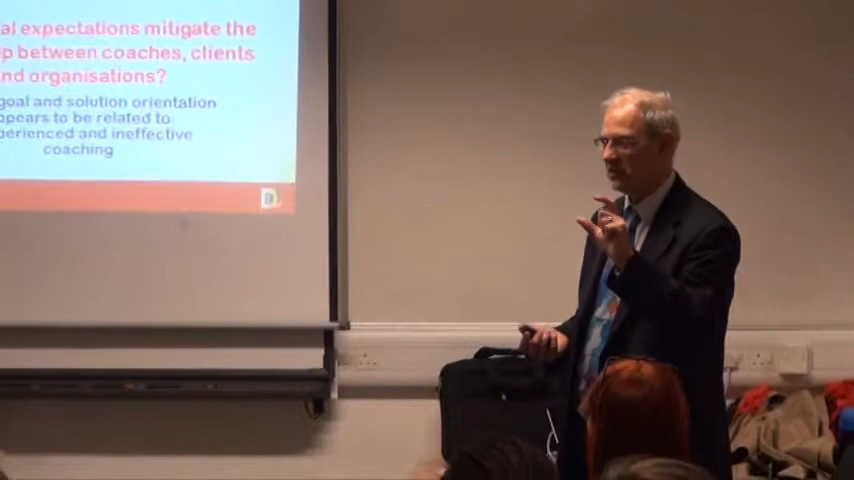 al expectations mitigate the
p between coaches, clients
nd organisations?
goal and solution orientation
pears to be related to
perienced and ineffective
coaching